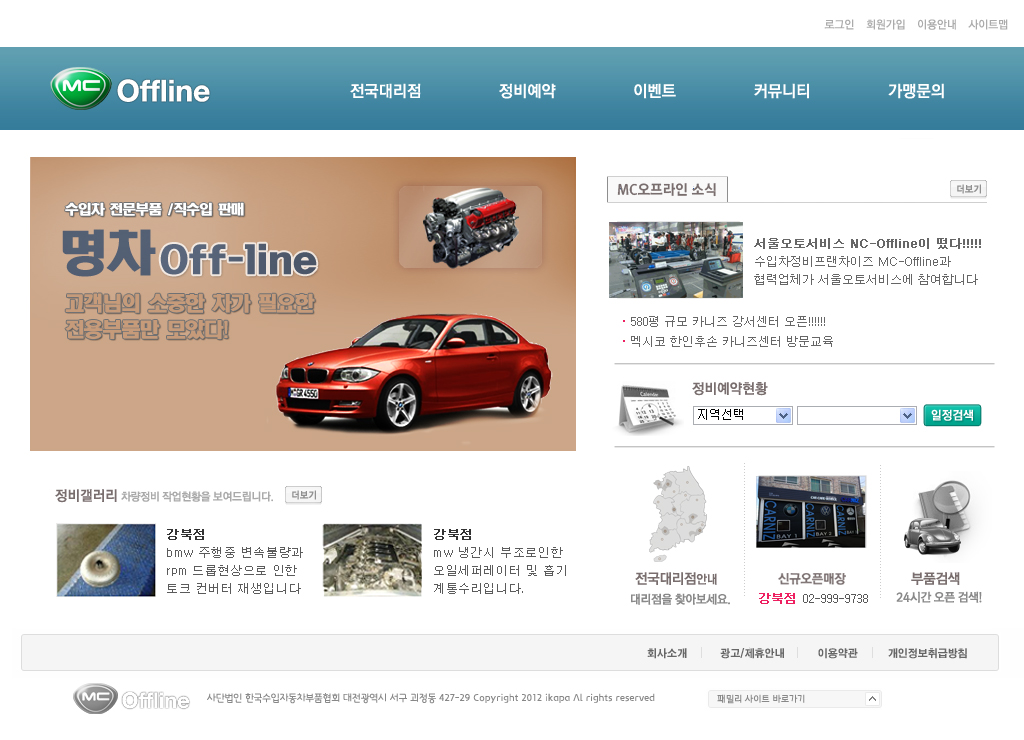 로그인 회원가입 이용안내 사이트맵
MC Offline
전국대리점 정비예약 이벤트 커뮤니티 가맹문의
수입자 전문부품 /직수입 판매
명차 Off-line
고객님의 소중한 차가 필요한
전용부품만 모았다!
MC오프라인 소식 더보기
서울오토서비스 NC-Offline이 떴다!!!!!
수입차정비프랜차이즈 MC-Offline과
협력업체가 서울오토서비스에 참여합니다
580평 규모 카니즈 강서센터 오픈!!!!!!
멕시코 한인후손 카니즈센터 방문교육
Calendar
정비예약현황
지역선택 일정검색
정비갤러리 차량정비 작업현황을 보여드립니다. 더보기
강북점
bmw 주행중 변속불량과
rpm 드롭현상으로 인한
토크 컨버터 재생입니다
강북점
mw 냉간시 부조로인한
오일세퍼레이터 및 흡기
계통수리입니다.
CARNIZ BAY 1 CARNIZ BAY 2 CARNIZ
전국대리점안내
대리점을 찾아보세요.
신규오픈매장
강북점 02-999-9738
부품검색
24시간 오픈 검색!
회사소개 광고/제휴안내 이용약관 개인정보취급방침
MC Offline
사단법인 한국수입자동차부품협회 대전광역시 서구 괴정동 427-29 Copyright 2012 ikapa Al rights reserved
패밀리 사이트 바로가기